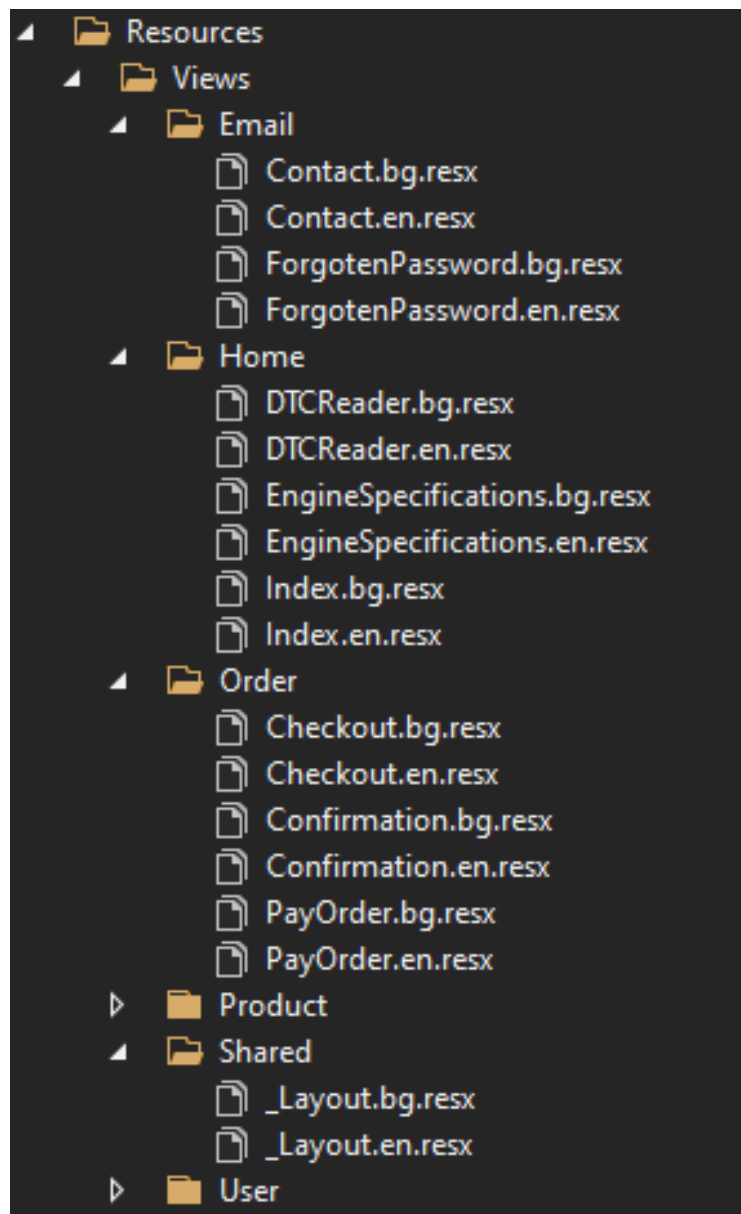 Resources
Views
Email
Contact.bg.resx
Contact.en.resx
ForgotenPassword.bg.resx
ForgotenPassword.en.resx
Home
DTCReader.bg.resx
DTCReader.en.resx
EngineSpecifications.bg.resx
EngineSpecifications.en.resx
Index.bg.resx
Index.en.resx
Order
Checkout.bg.resx
Checkout.en.resx
Confirmation.bg.resx
Confirmation.en.resx
PayOrder.bg.resx
PayOrder.en.resx
Product
Shared
_Layout.bg.resx
_Layout.en.resx
User